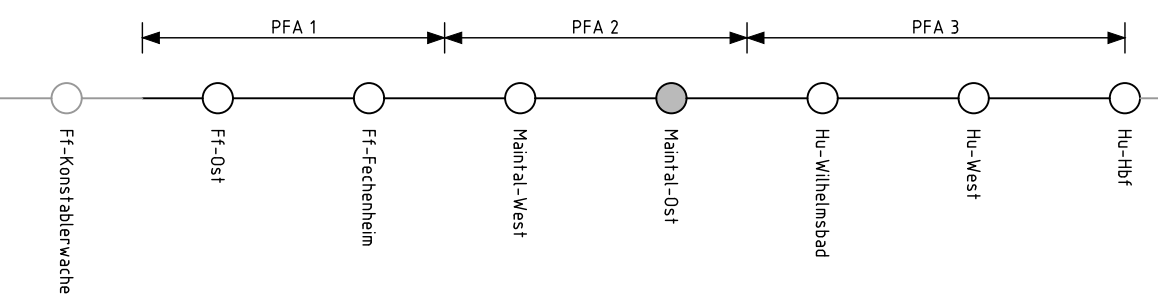 PFA 1
PFA 2
PFA 3
Ff-Konstablerwache
Ff-Ost
Ff-Fechenheim
Maintal-West
Maintal-Ost
Hu-Wilhelmsbad
Hu-West
Hu-Hbf